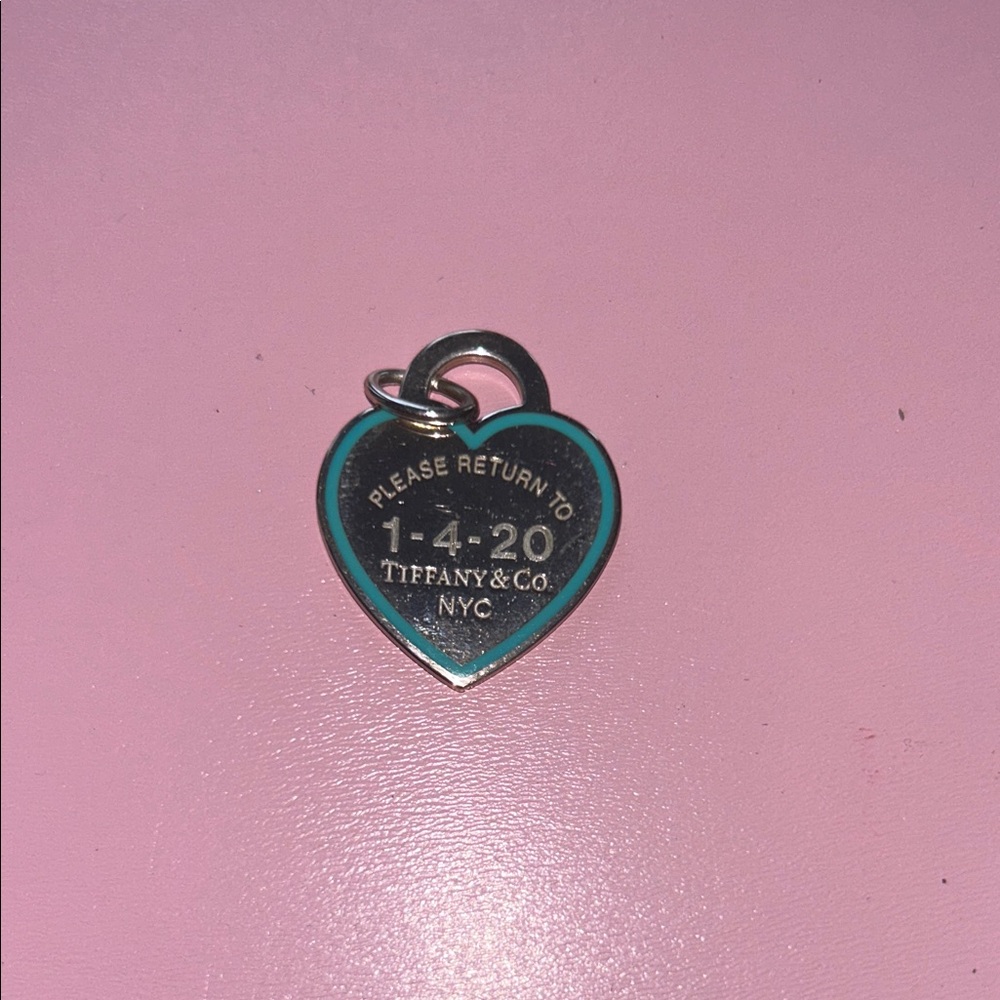 PLEASE RETURN TO
1-4-20
TIFFANY & CO.
NYC